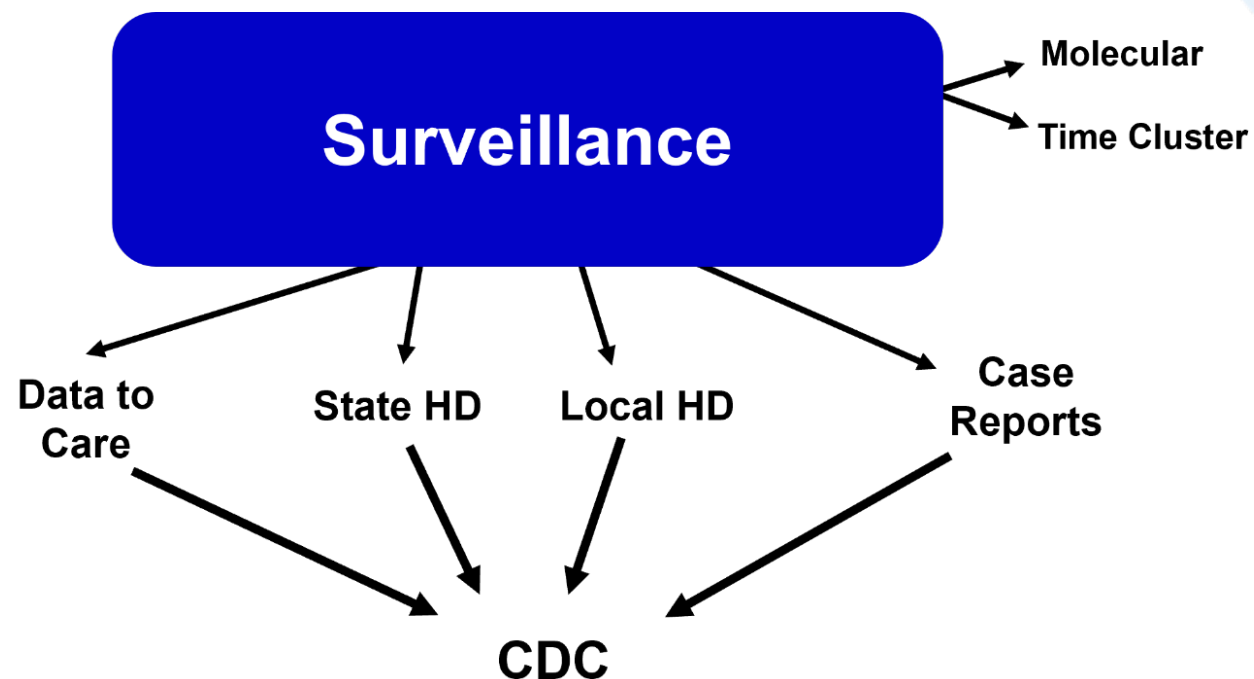 Surveillance
Molecular
Time Cluster
Data to
Care
State HD
Local HD
Case
Reports
CDC